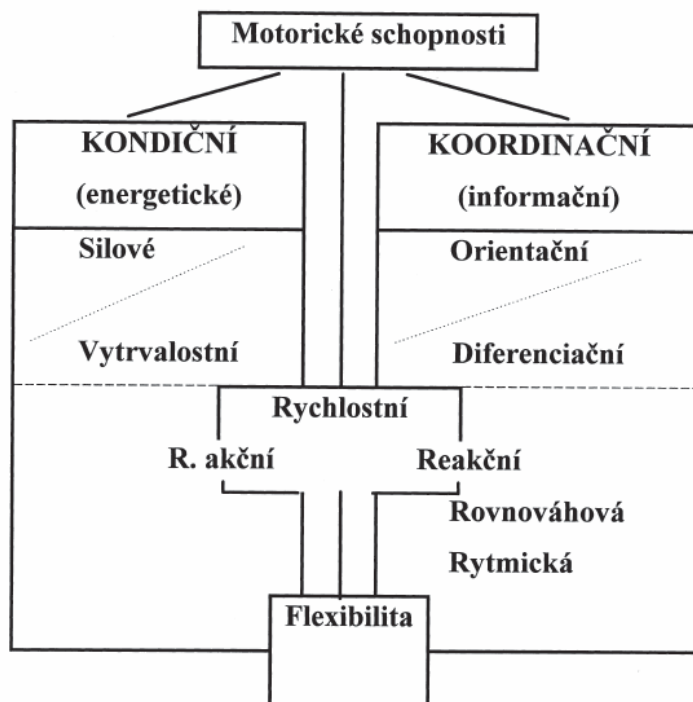 Motorické schopnosti
KONDIČNÍ
(energetické)
KOORDINAČNÍ
(informační)
Silové
Orientační
Vytrvalostní
Diferenciační
Rychlostní
R. akční
Reakční
Rovnováhová
Rytmická
Flexibilita